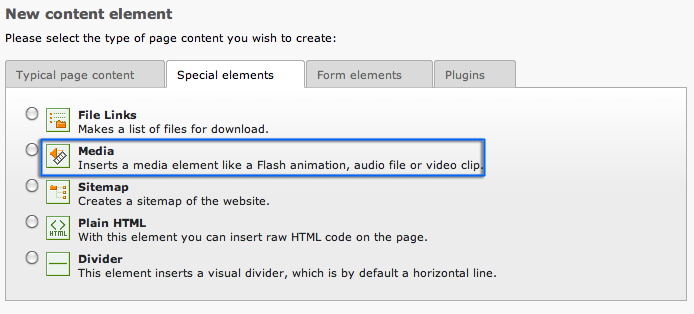 New content element
Please select the type of page content you wish to create:
Typical page content
Special elements
Form elements
Plugins
File Links
Makes a list of files for download.
Media
Inserts a media element like a Flash animation, audio file or video clip.
Sitemap
Creates a sitemap of the website.
HTML
Plain HTML
With this element you can insert raw HTML code on the page.
Divider
This element inserts a visual divider, which is by default a horizontal line.